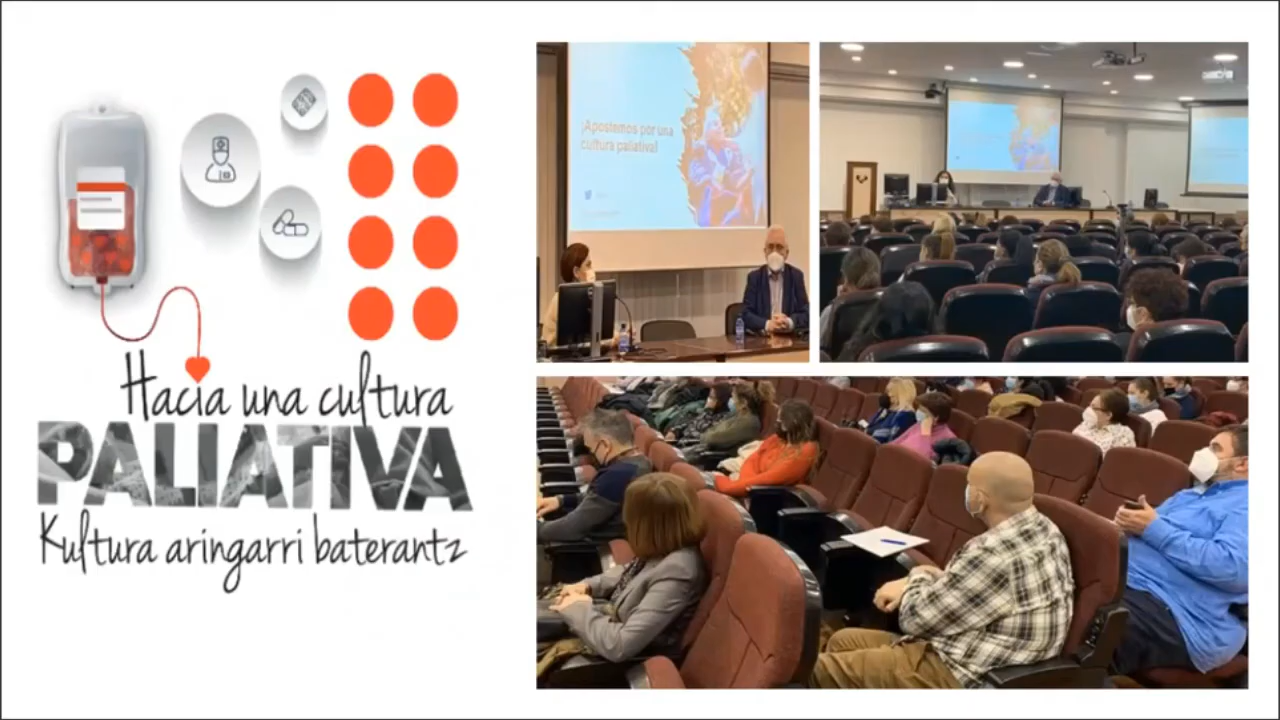 Hacia una cultura
PALIATIVA
Kultura aringarri baterantz
¡Apostemos por una
cultura paliativa!